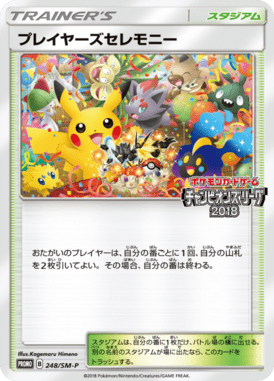 TRAINER'S
スタジアム
プレイヤーズセレモニー
ポケモンカードゲーム
チャンピオンズリーグ
2018
おたがいのプレイヤーは、自分の番ごとに1回、自分の山札
を2枚引いてよい。その場合、自分の番は終わる。
スタジアムは、自分の番に1枚だけ、バトル場の横に出せる。
別の名前のスタジアムが場に出たなら、このカードを
トラッシュする。
Illus.Kagemaru Himeno
PROMO 248/SM-P
©2018 Pokémon/Nintendo/Creatures/GAME FREAK.